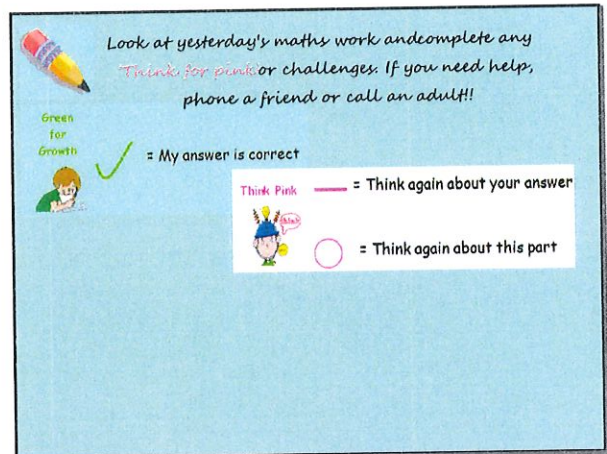 Look at yesterday's maths work andcomplete any
Think for pink or challenges. If you need help,
phone a friend or call an adult!!
Green
for
Growth
= My answer is correct
Think Pink
= Think again about your answer
think
= Think again about this part